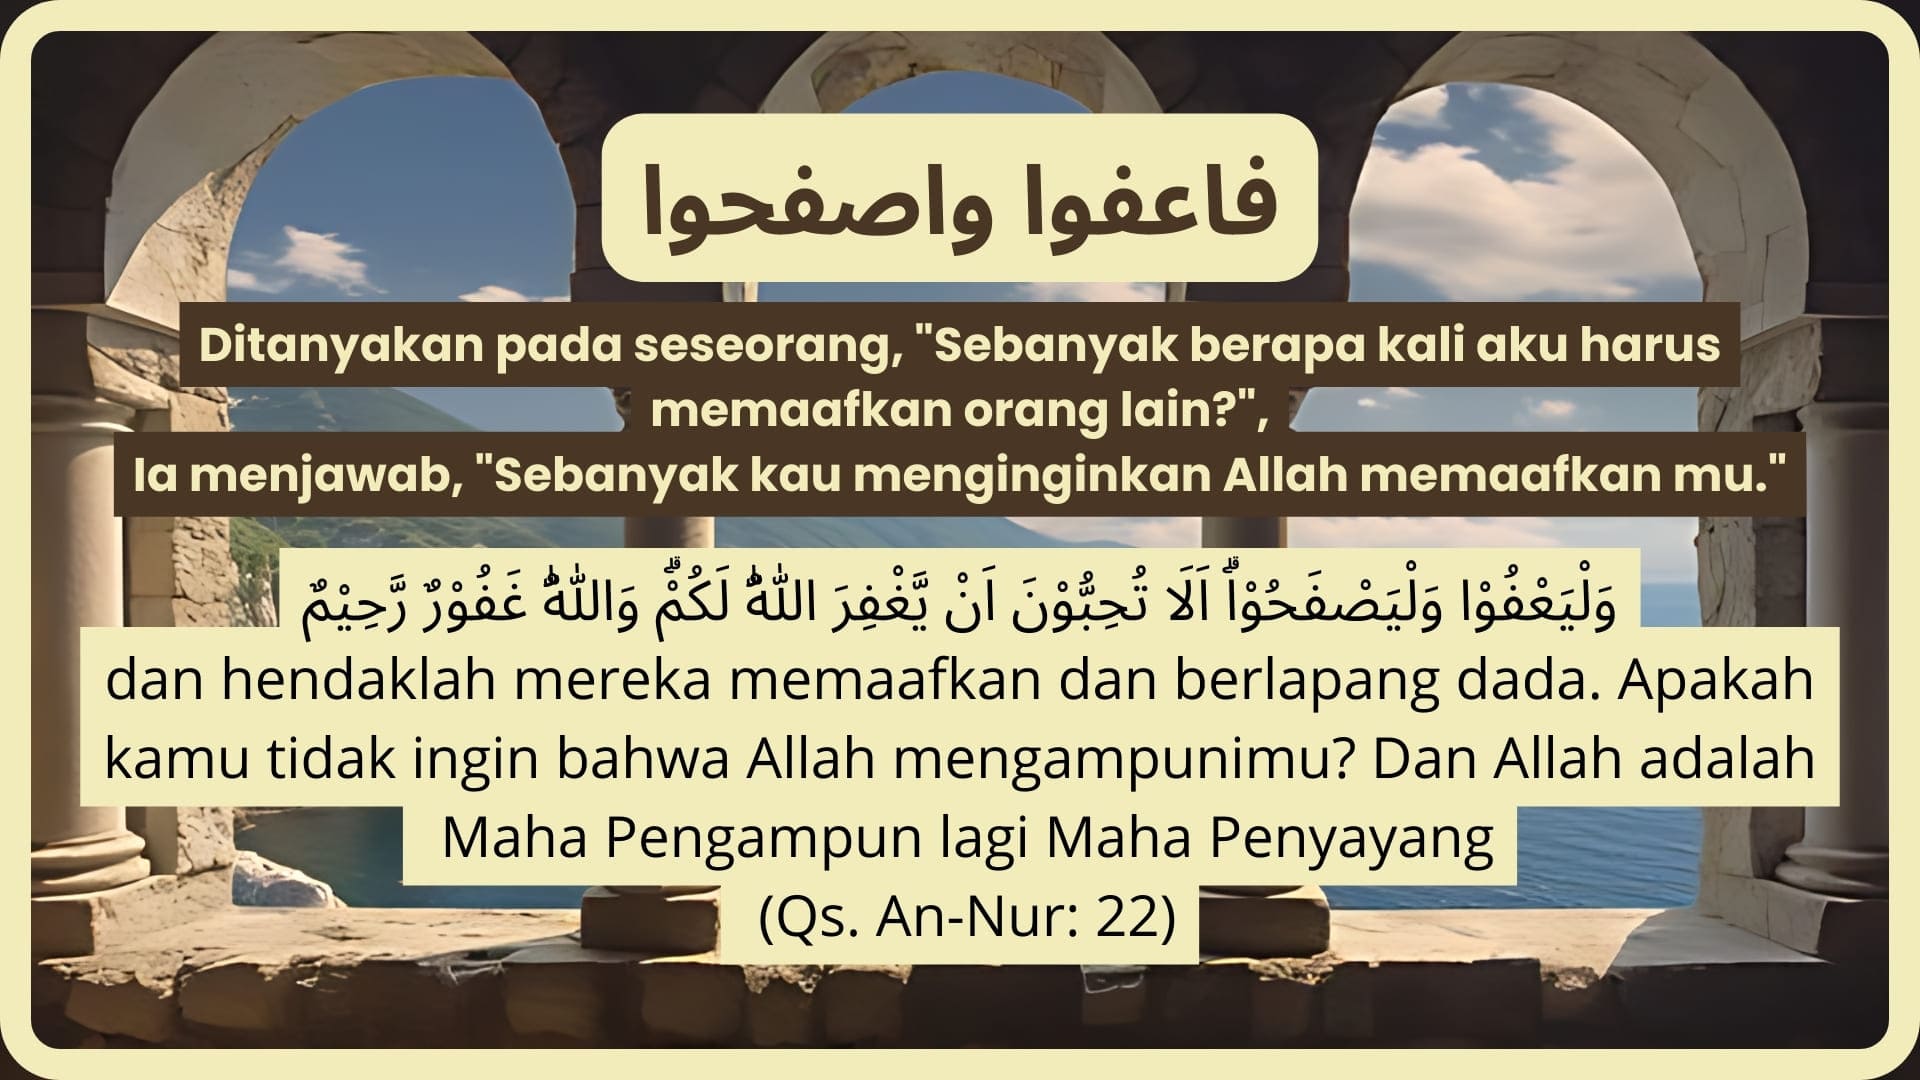 فاعفوا واصفحوا
Ditanyakan pada seseorang, "Sebanyak berapa kali aku harus
memaafkan orang lain?",
Ia menjawab, "Sebanyak kau menginginkan Allah memaafkan mu."
وَلْيَعْفُوْا وَلْيَصْفَحُوْاۗ اَلَا تُحِبُّوْنَ اَنْ يَّغْفِرَ اللّٰهُ لَكُمْۗ وَاللّٰهُ غَفُوْرٌ رَّحِيْمٌ
dan hendaklah mereka memaafkan dan berlapang dada. Apakah
kamu tidak ingin bahwa Allah mengampunimu? Dan Allah adalah
Maha Pengampun lagi Maha Penyayang
(Qs. An-Nur: 22)